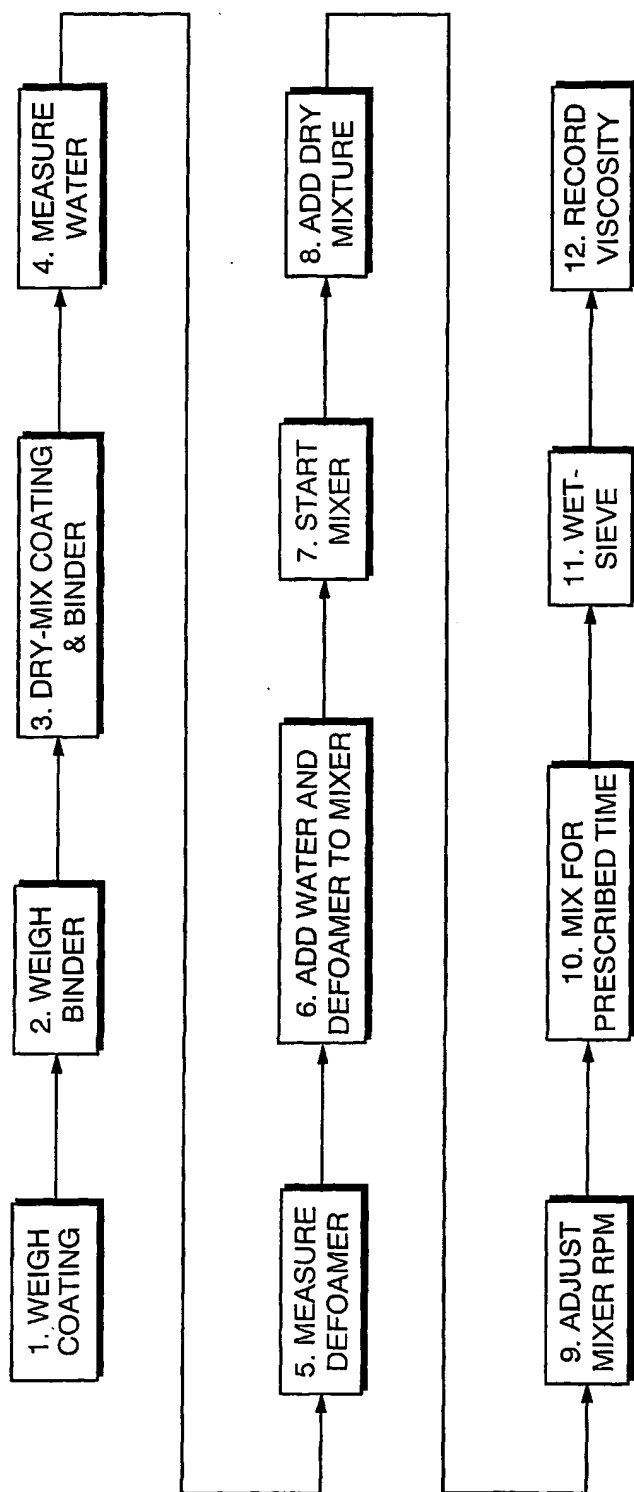 1. WEIGH
COATING
2. WEIGH
BINDER
3. DRY-MIX COATING
& BINDER
4. MEASURE
WATER
5. MEASURE
DEFOAMER
6. ADD WATER AND
DEFOAMER TO MIXER
7. START
MIXER
8. ADD DRY
MIXTURE
9. ADJUST
MIXER RPM
10. MIX FOR
PRESCRIBED TIME
11. WET-
SIEVE
12. RECORD
VISCOSITY